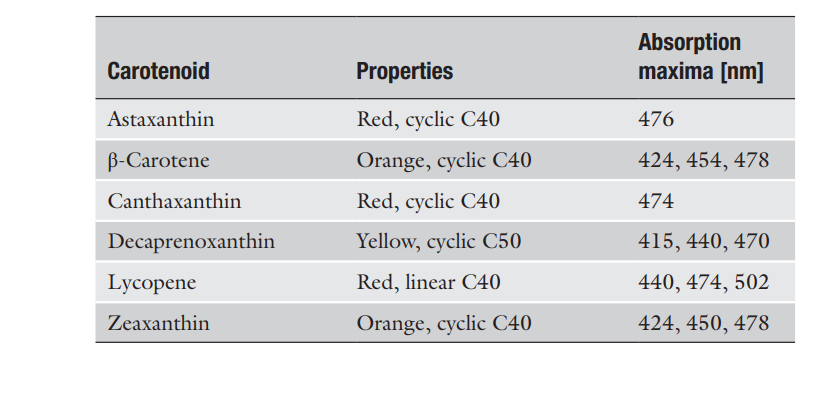 Carotenoid Properties Absorption maxima [nm]
Astaxanthin Red, cyclic C40 476
β-Carotene Orange, cyclic C40 424, 454, 478
Canthaxanthin Red, cyclic C40 474
Decaprenoxanthin Yellow, cyclic C50 415, 440, 470
Lycopene Red, linear C40 440, 474, 502
Zeaxanthin Orange, cyclic C40 424, 450, 478